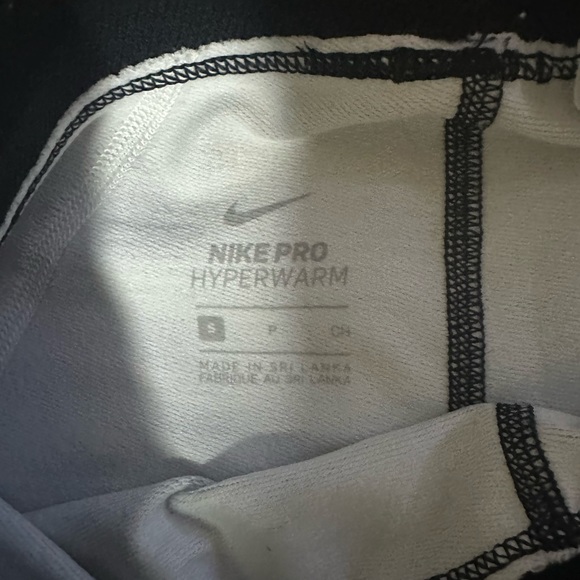 NIKE PRO
HYPERWARM
S P CH
MADE IN SRI LANKA
FABRIQUE AU SRI LANKA